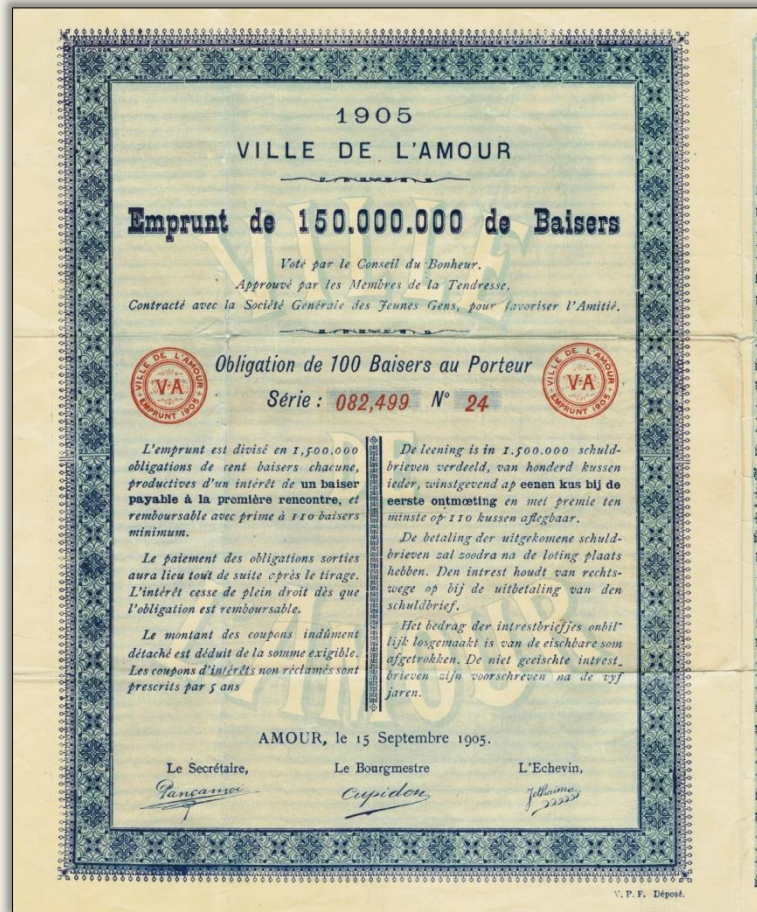 1905
VILLE DE L'AMOUR
Emprunt de 150.000.000 de Baisers
Voté par le Conseil du Bonheur.
Approuvé par les Membres de la Tendresse,
Contracté avec la Société Générale des Jeunes Gens, pour favoriser l'Amitié.
VILLE DE L'AMOUR
V·A
EMPRUNT 1905
Obligation de 100 Baisers au Porteur
Série : 082,499 N° 24
VILLE DE L'AMOUR
V·A
EMPRUNT 1905
L'emprunt est divisé en 1,500.000
obligations de cent baisers chacune,
productives d'un intérêt de un baiser
payable à la promière rencontre, et
remboursable avec prime à 110 baisers
minimum.
Le paiement des obligations sorties
aura lieu tout de suite après le tirage.
L'intérêt cesse de plein droit dès que
l'obligation est remboursable.
Le montant des coupons indûment
détaché est déduit de la somme exigible.
Les coupons d'intérêts non réclamés sont
prescrits par 5 ans
De leening is in 1.500.000 schuld-
brieven verdeeld, van honderd kussen
ieder, winstgevend ap eenen kus bij de
eerste ontmœting en met premie ten
minste op 110 kussen aflegbaar.
De betaling der uitgekomene schuld-
brieven zal zoodra na de loting plaats
hebben. Den intrest houdt van rechts-
wege op bij de uitbetaling van den
schuldbrief.
Het bedrag der intrestbriefjes onbil-
lijk losgemaakt is van de eischbare som
afgetrokken. De niet geeischte intrest-
brieven zijn voorschreven na de vyf
jaren.
VILLE
DE
L'AMOUR
AMOUR, le 15 Septembre 1905.
Le Secrétaire,
Le Bourgmestre
L'Echevin,
Pançamoi
Cupidon
Jethaime
V. P. F. Déposé.